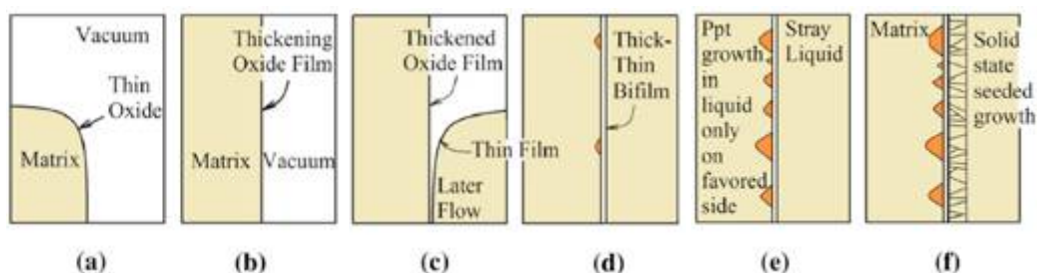 Vacuum
Thin
Oxide
Matrix
(a)
Thickening
Oxide Film
Matrix
Vacuum
(b)
Thickened
Oxide Film
Thin Film
Later
Flow
(c)
Thick-
Thin
Bifilm
(d)
Ppt
growth
in
liquid
only
on
favored
side
Stray
Liquid
(e)
Matrix
Solid
state
seeded
growth
(f)